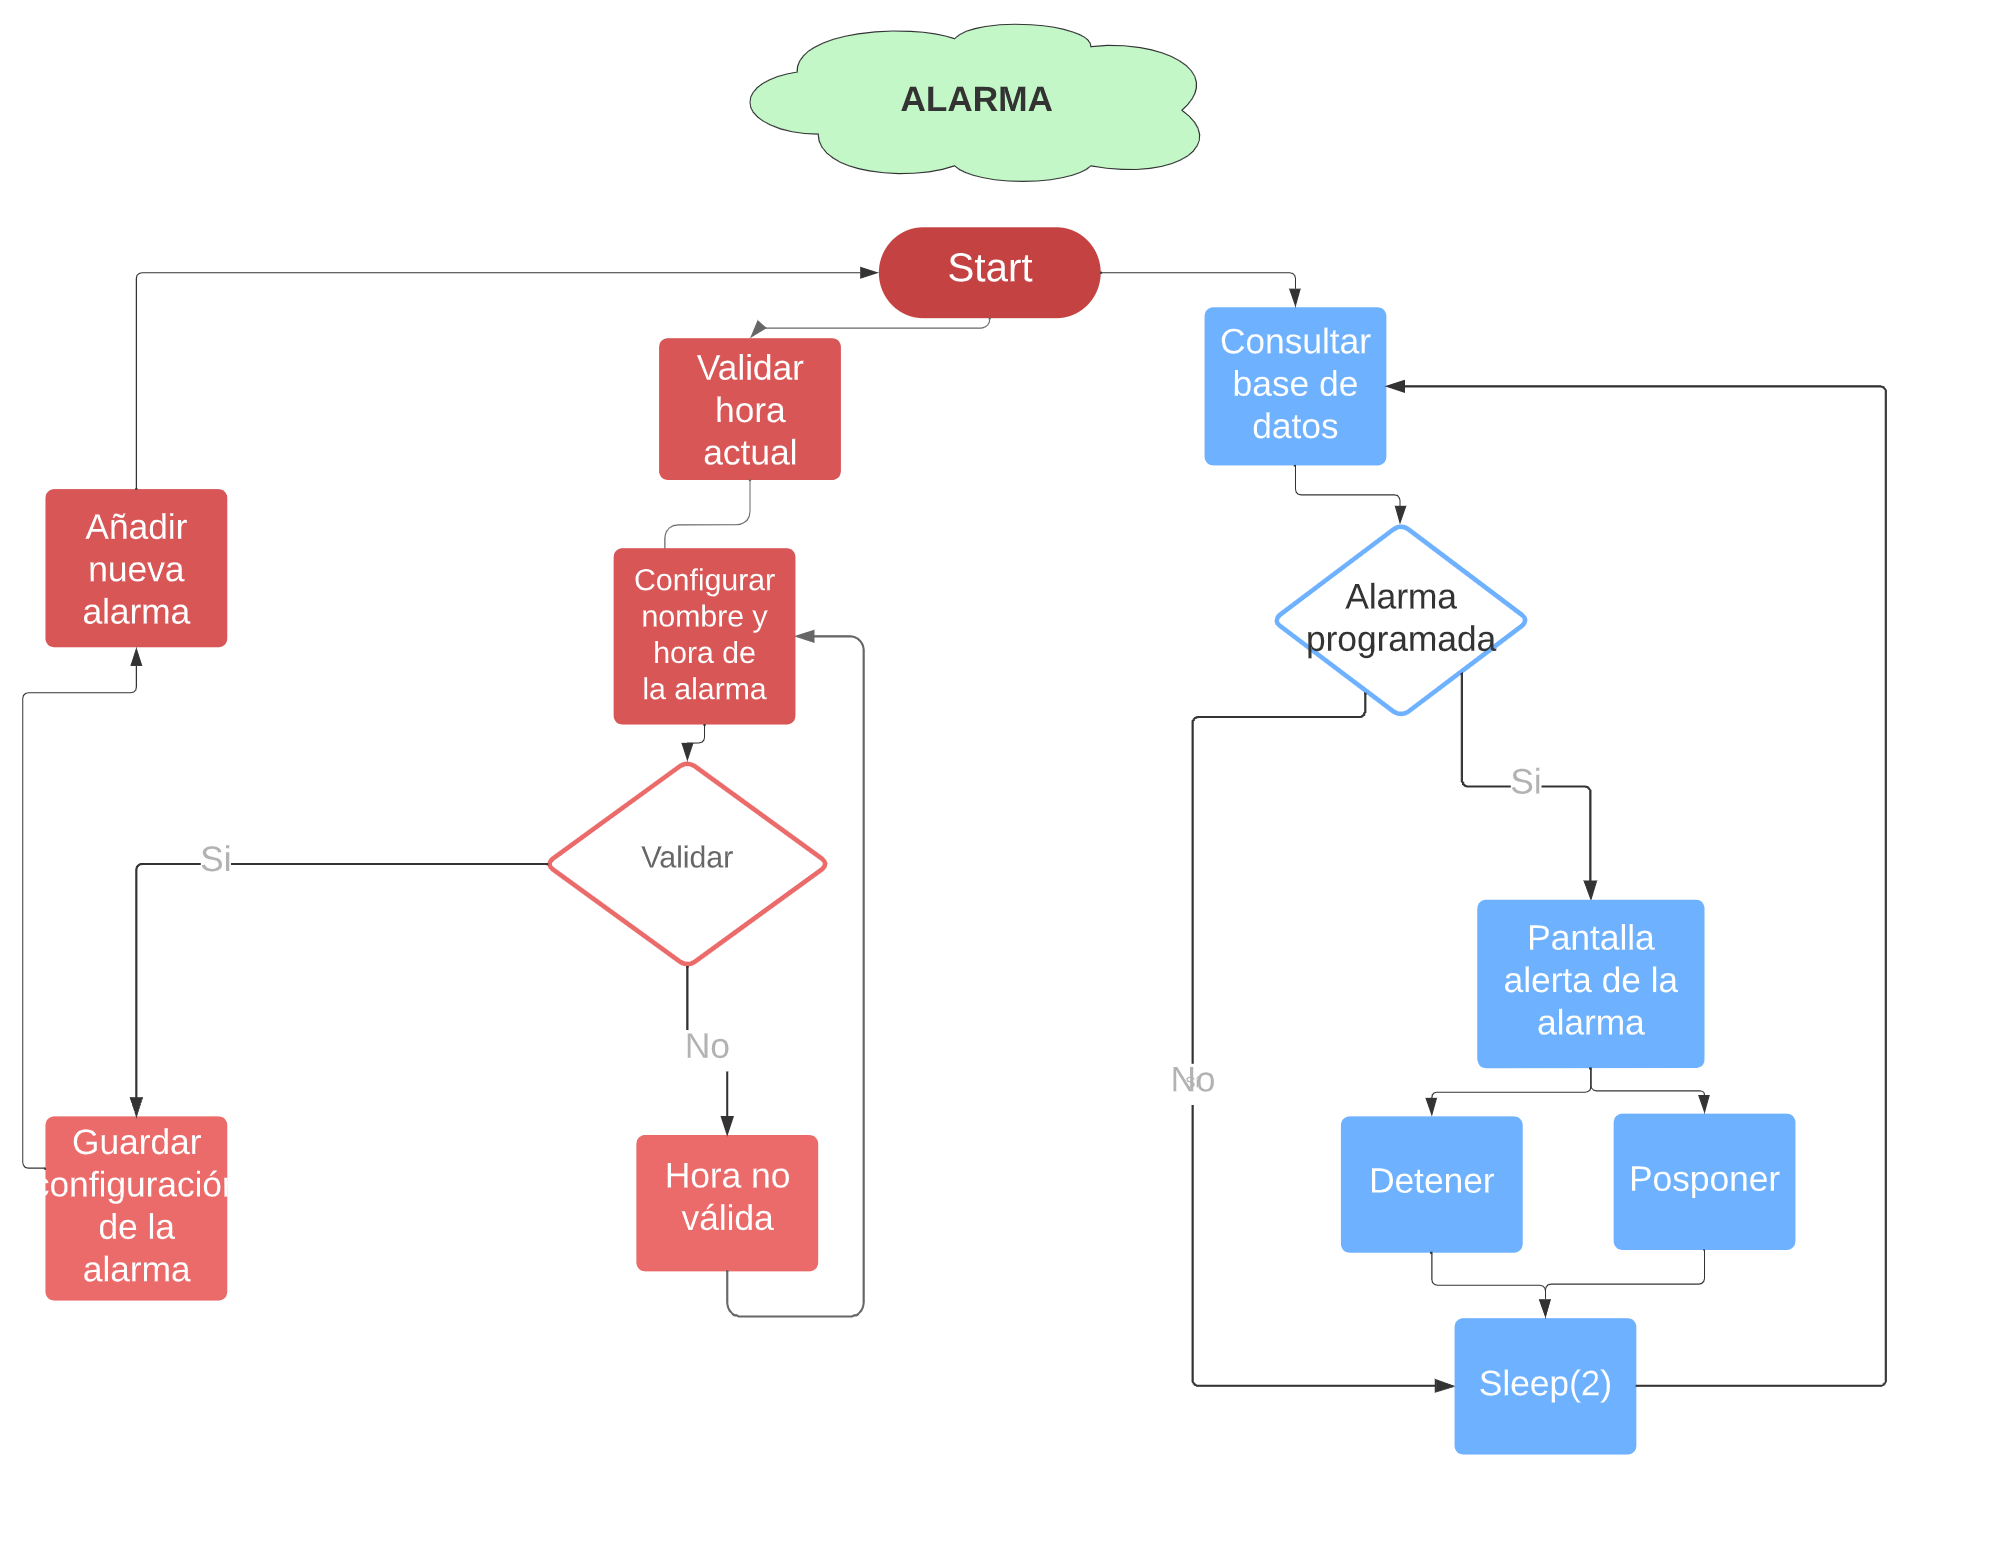 ALARMA
Start
Validar
hora
actual
Consultar
base de
datos
Añadir
nueva
alarma
Configurar
nombre y
hora de
la alarma
Alarma
programada
Si
Validar
Si
Pantalla
alerta de la
alarma
No
No
Guardar
configuración
de la
alarma
Hora no
válida
Detener
Posponer
Sleep(2)